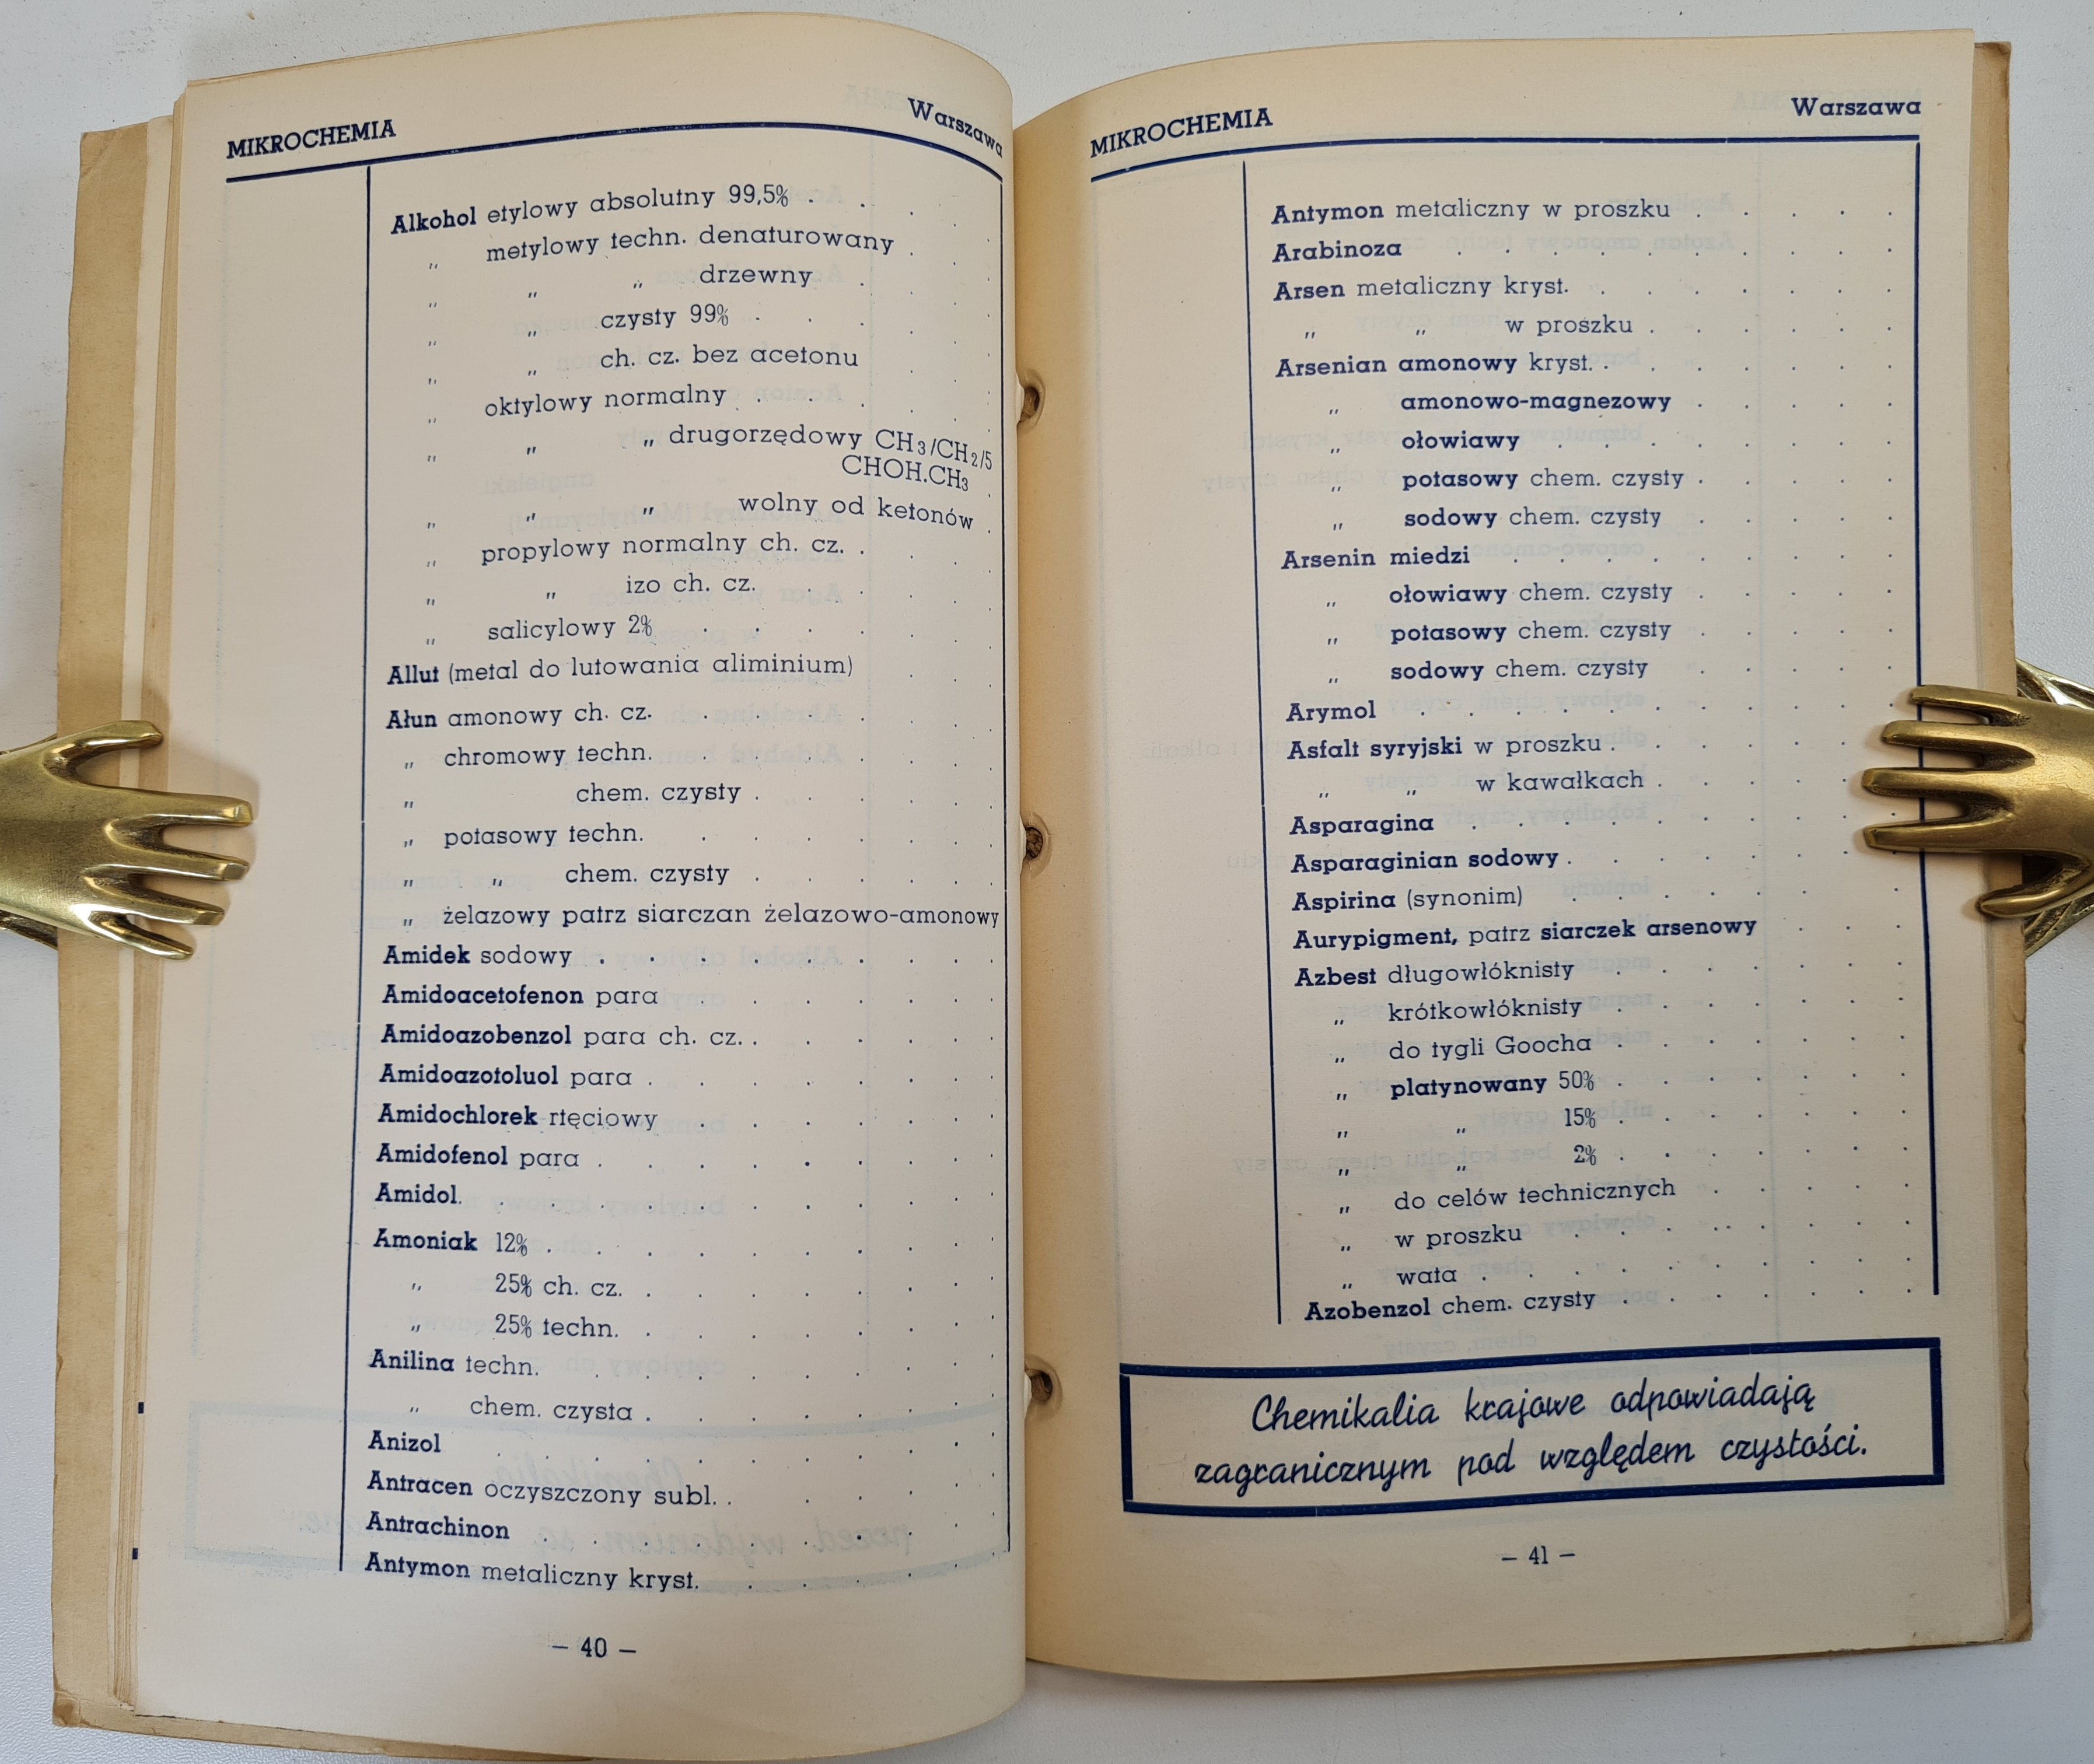 MIKROCHEMIA Warszawa
Alkohol etylowy absolutny 99,5% . . . .
„ metylowy techn. denaturowany . . .
„ „ „ drzewny . . .
„ „ czysty 99% . . . . .
„ „ ch. cz. bez acetonu . . .
„ oktylowy normalny . . . . .
„ „ „ drugorzędowy CH3/CH2/5
CHOH.CH3 .
„ „ „ wolny od ketonów .
„ propylowy normalny ch. cz. . . . .
„ „ izo ch. cz. . . . .
„ salicylowy 2% . . . . . .
Allut (metal do lutowania aliminium) . . .
Ałun amonowy ch. cz. . . . . . .
„ chromowy techn. . . . . . .
„ chem. czysty . . . . . .
„ potasowy techn. . . . . . .
„ „ chem. czysty . . . . . .
„ żelazowy patrz siarczan żelazowo-amonowy
Amidek sodowy . . . . . . . . .
Amidoacetofenon para . . . . . . .
Amidoazobenzol para ch. cz. . . . . . .
Amidoazotoluol para . . . . . . . .
Amidochlorek rtęciowy . . . . . .
Amidofenol para . . . . . . . . .
Amidol. . . . . . . . . . .
Amoniak 12% . . . . . . . . . .
„ 25% ch. cz. . . . . . . . .
„ 25% techn. . . . . . . . .
Anilina techn. . . . . . . . .
„ chem. czysta . . . . . . . .
Anizol . . . . . . . . . .
Antracen oczyszczony subl. . . . . .
Antrachinon . . . . . . . . .
Antymon metaliczny kryst. . . . . .
— 40 —
MIKROCHEMIA Warszawa
Antymon metaliczny w proszku . . . . .
Arabinoza . . . . . . . . . .
Arsen metaliczny kryst. . . . . . . .
„ „ w proszku . . . . . .
Arsenian amonowy kryst. . . . . . . .
„ amonowo-magnezowy . . . . .
„ ołowiawy . . . . . . . .
„ potasowy chem. czysty . . . . .
„ sodowy chem. czysty . . . . .
Arsenin miedzi . . . . . . . . .
„ ołowiawy chem. czysty . . . . .
„ potasowy chem. czysty . . . . .
„ sodowy chem. czysty . . . . .
Arymol . . . . . . . . . . .
Asfalt syryjski w proszku . . . . . .
„ „ w kawałkach . . . . .
Asparagina . . . . . . . . .
Asparaginian sodowy . . . . . . .
Aspirina (synonim) . . . . . . . .
Aurypigment, patrz siarczek arsenowy . . .
Azbest długowłóknisty . . . . . . .
„ krótkowłóknisty . . . . . . .
„ do tygli Goocha . . . . . . .
„ platynowany 50% . . . . . . .
„ „ 15% . . . . . . .
„ „ 2% . . . . . . .
„ do celów technicznych . . . . .
„ w proszku . . . . . . . .
„ wata . . . . . . . . . .
Azobenzol chem. czysty . . . . . . .
Chemikalia krajowe odpowiadają
zagranicznym pod względem czystości.
— 41 —